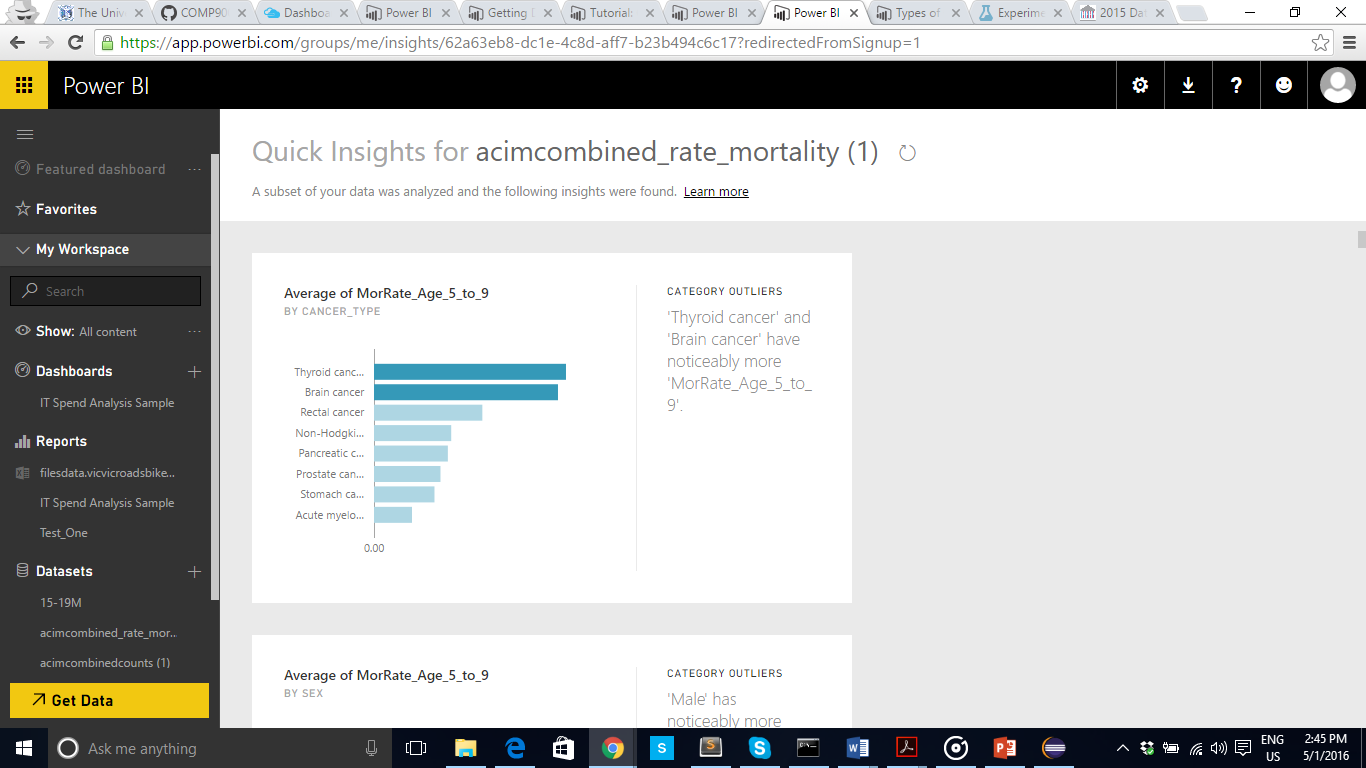 The Unive
COMP90
Dashboa
Power BI
Getting D
Tutorial:
Power BI
Power BI
Types of
Experime
2015 Dat
https://app.powerbi.com/groups/me/insights/62a63eb8-dc1e-4c8d-aff7-b23b494c6c17?redirectedFromSignup=1
Power BI
?
Featured dashboard ...
Favorites
My Workspace
Search
Show: All content ...
Dashboards +
IT Spend Analysis Sample
Reports
filesdata.vicvicroadsbike...
IT Spend Analysis Sample
Test_One
Datasets +
15-19M
acimcombined_rate_mor...
acimcombinedcounts (1)
Get Data
Quick Insights for acimcombined_rate_mortality (1)
A subset of your data was analyzed and the following insights were found. Learn more
Average of MorRate_Age_5_to_9
BY CANCER_TYPE
Thyroid canc...
Brain cancer
Rectal cancer
Non-Hodgki...
Pancreatic c...
Prostate can...
Stomach ca...
Acute myelo...
0.00
CATEGORY OUTLIERS
'Thyroid cancer' and
'Brain cancer' have
noticeably more
'MorRate_Age_5_to_
9'.
Average of MorRate_Age_5_to_9
BY SEX
CATEGORY OUTLIERS
'Male' has
noticeably more
Ask me anything
ENG
US
2:45 PM
5/1/2016